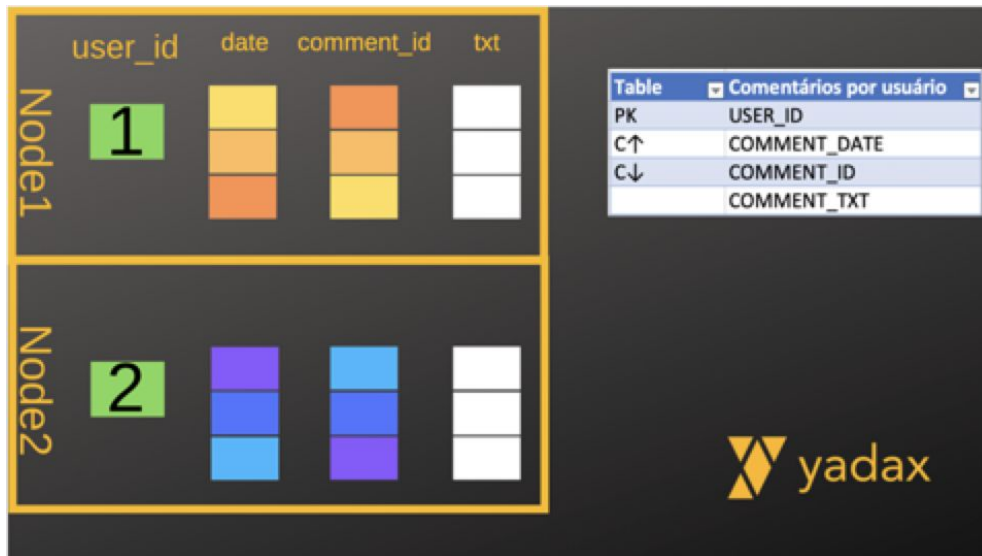 user_id date comment_id txt
Node1
1
Node2
2
Table Comentários por usuário
PK USER_ID
C↑ COMMENT_DATE
C↓ COMMENT_ID
COMMENT_TXT
yadax